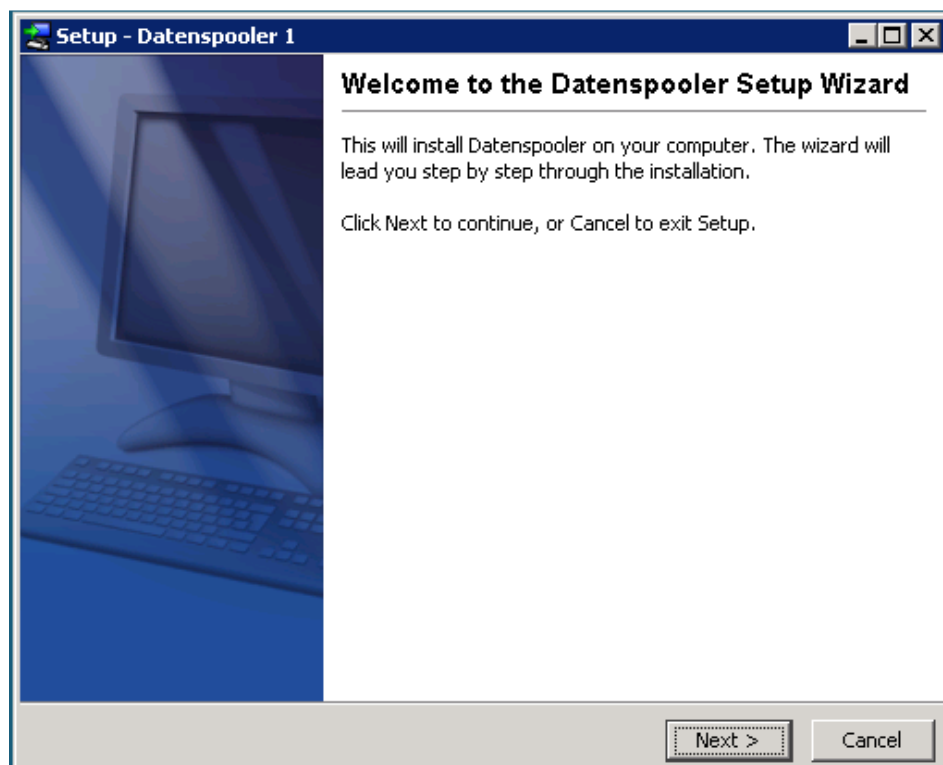 Setup - Datenspooler 1
Welcome to the Datenspooler Setup Wizard
This will install Datenspooler on your computer. The wizard will
lead you step by step through the installation.
Click Next to continue, or Cancel to exit Setup.
Next >
Cancel